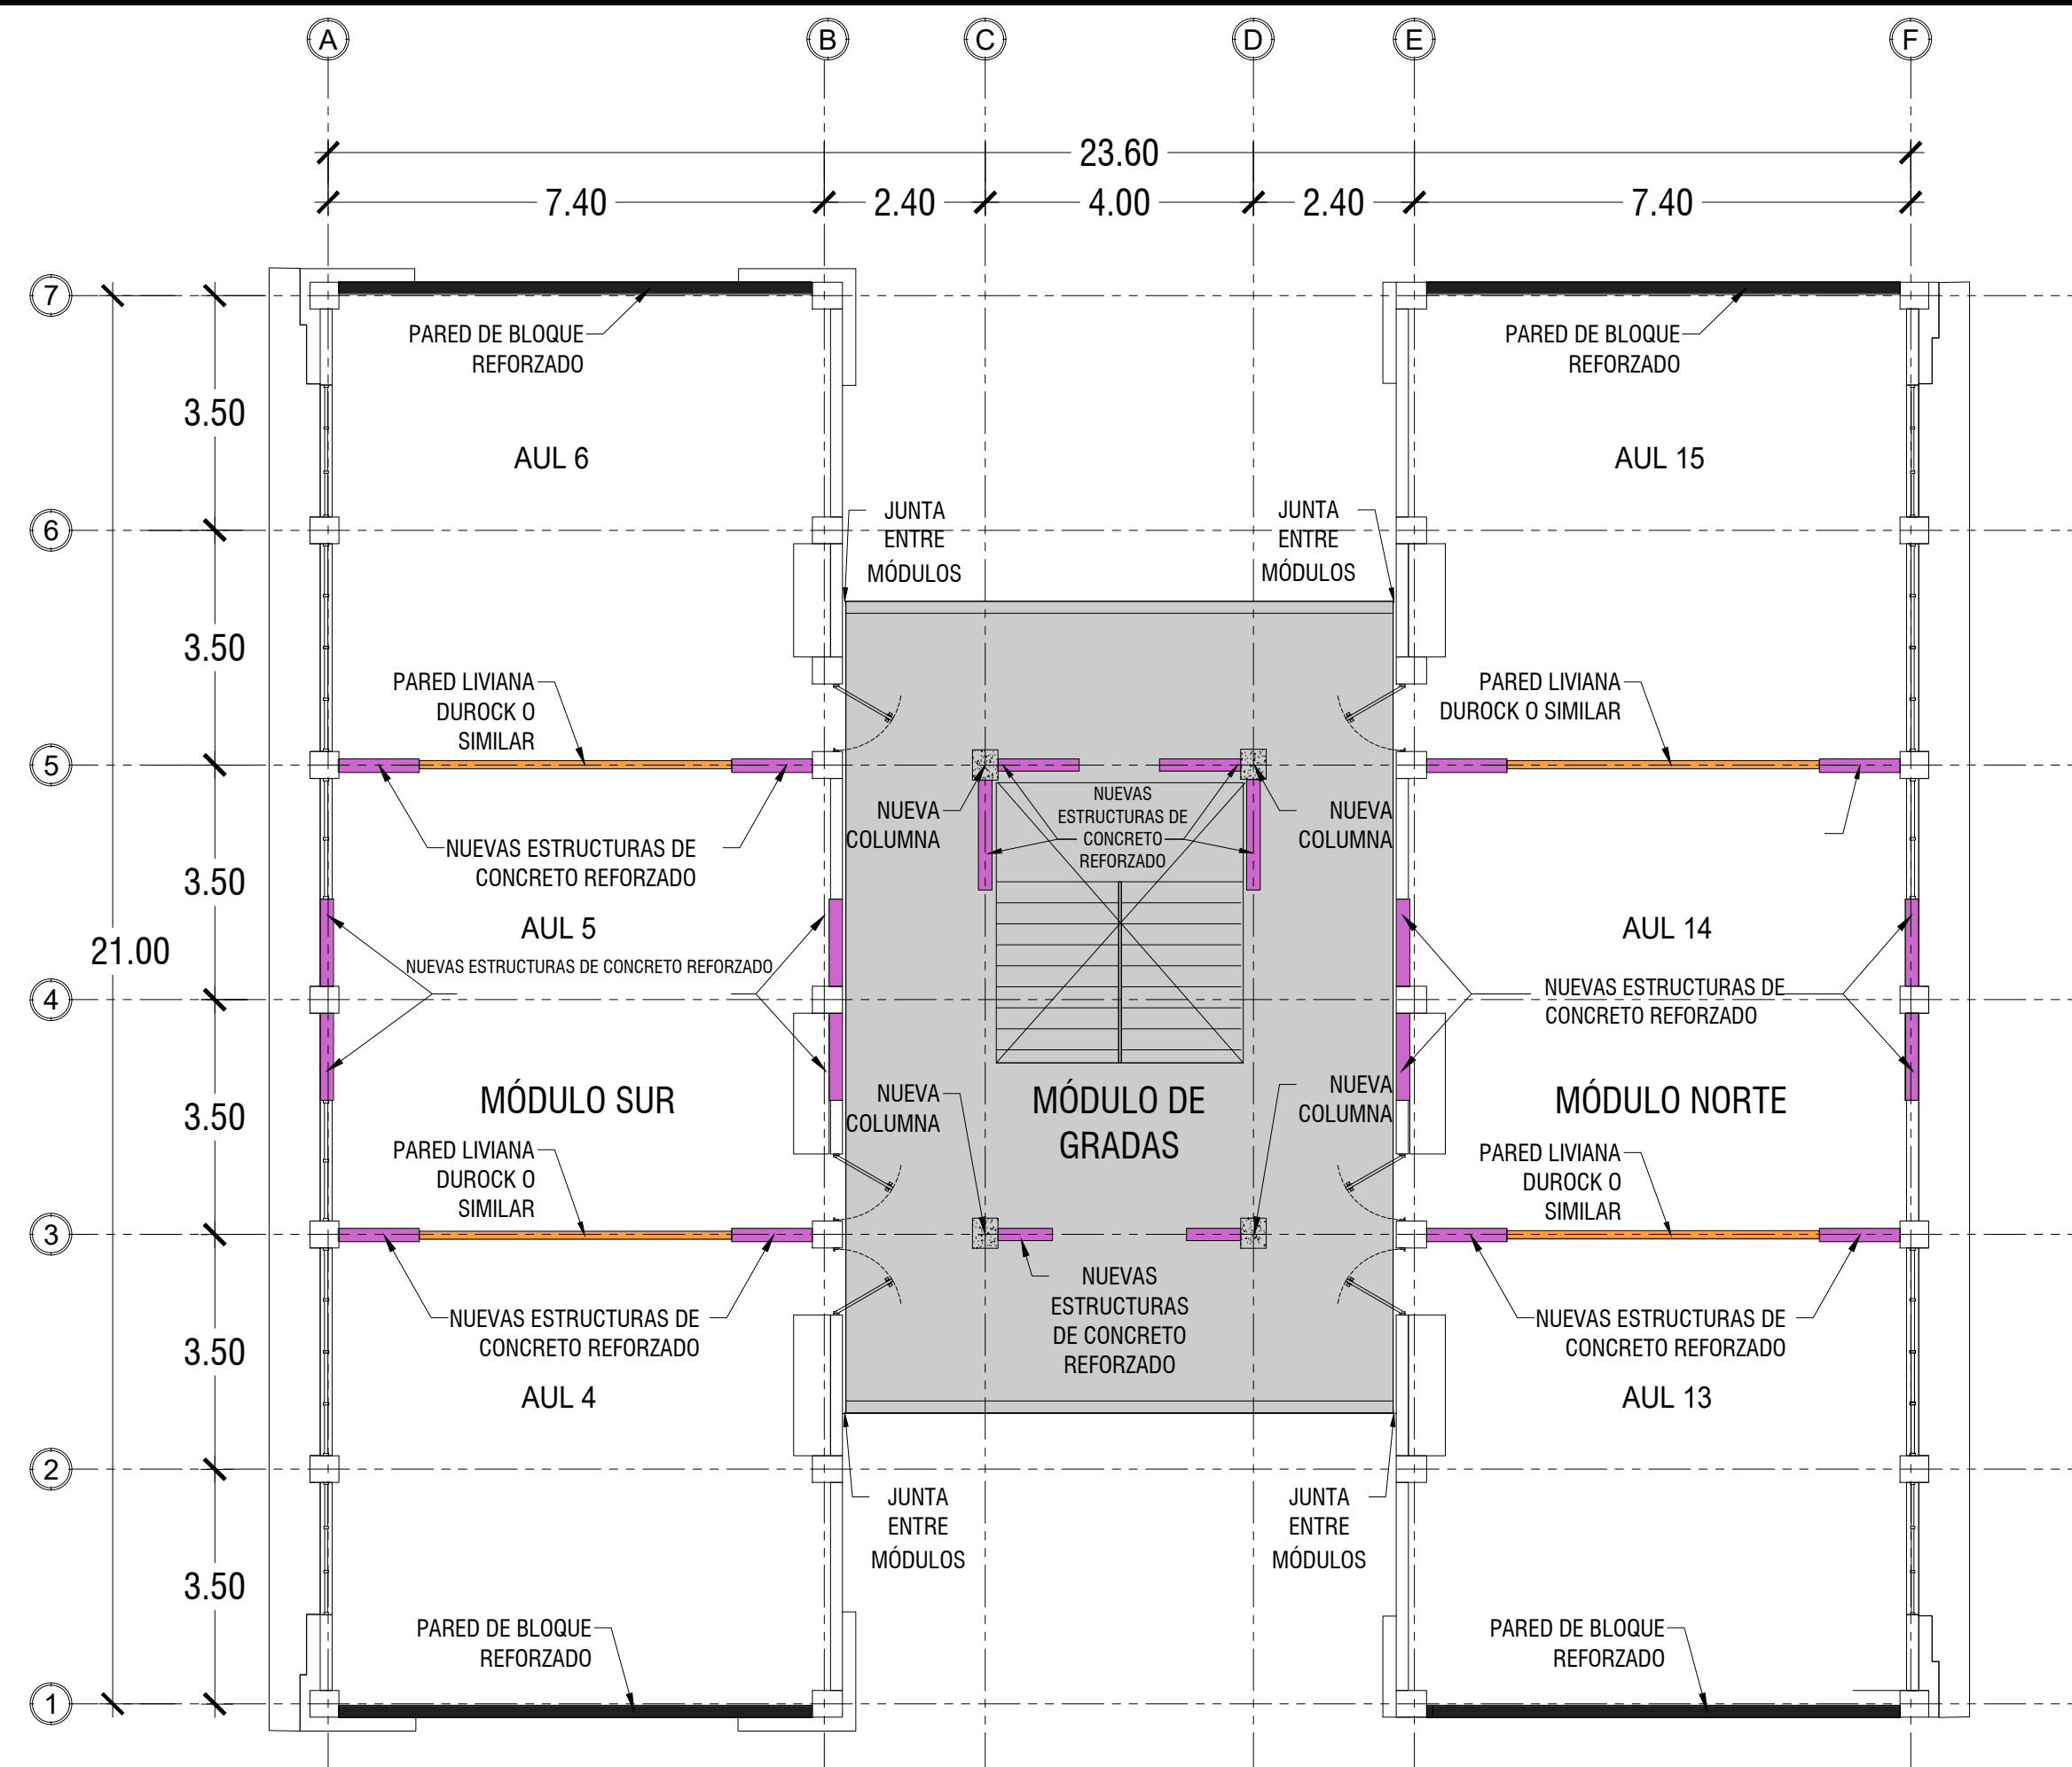 A B C D E F
23.60
7.40 2.40 4.00 2.40 7.40
7
PARED DE BLOQUE
REFORZADO
PARED DE BLOQUE
REFORZADO
3.50
AUL 6
AUL 15
JUNTA
ENTRE
MÓDULOS
JUNTA
ENTRE
MÓDULOS
6
3.50
PARED LIVIANA
DUROCK O
SIMILAR
PARED LIVIANA
DUROCK O SIMILAR
5
NUEVA
COLUMNA
NUEVAS
ESTRUCTURAS DE
CONCRETO
REFORZADO
NUEVA
COLUMNA
NUEVAS ESTRUCTURAS DE
CONCRETO REFORZADO
3.50
AUL 5
AUL 14
21.00
NUEVAS ESTRUCTURAS DE CONCRETO REFORZADO
NUEVAS ESTRUCTURAS DE
CONCRETO REFORZADO
4
MÓDULO SUR
NUEVA
COLUMNA
MÓDULO DE
GRADAS
NUEVA
COLUMNA
MÓDULO NORTE
3.50
PARED LIVIANA
DUROCK O
SIMILAR
PARED LIVIANA
DUROCK O
SIMILAR
3
NUEVAS ESTRUCTURAS DE
CONCRETO REFORZADO
NUEVAS
ESTRUCTURAS
DE CONCRETO
REFORZADO
NUEVAS ESTRUCTURAS DE
CONCRETO REFORZADO
3.50
AUL 4
AUL 13
2
JUNTA
ENTRE
MÓDULOS
JUNTA
ENTRE
MÓDULOS
3.50
PARED DE BLOQUE
REFORZADO
PARED DE BLOQUE
REFORZADO
1